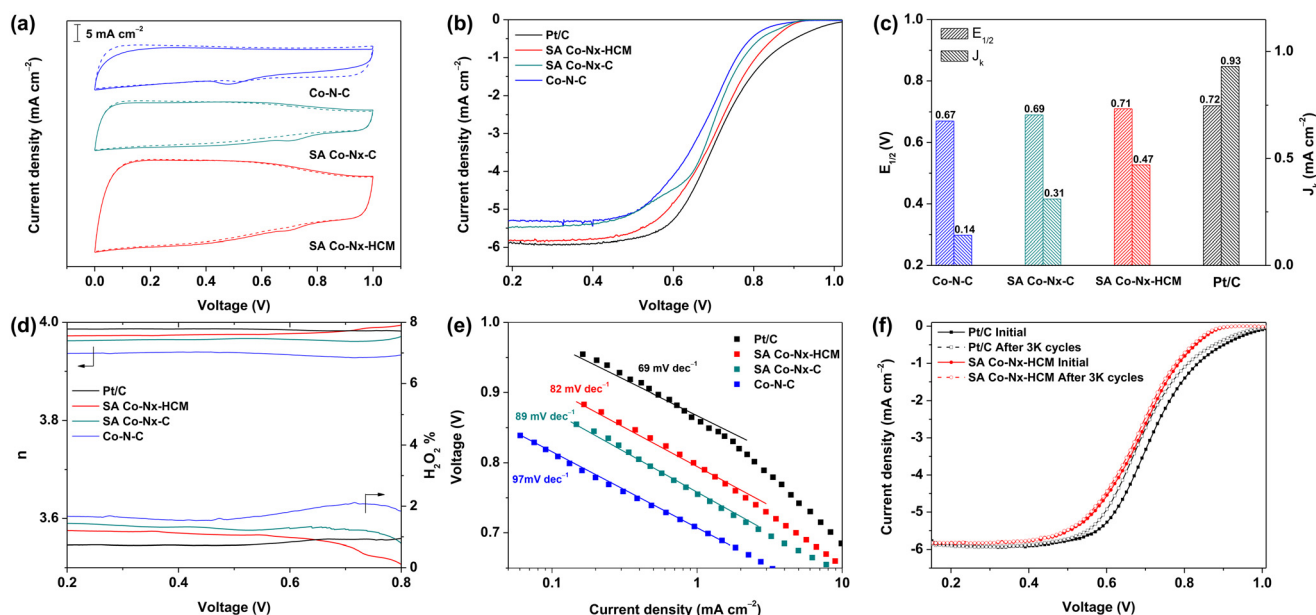 (a)
5 mA cm⁻²
Co-N-C
SA Co-Nx-C
SA Co-Nx-HCM
Current density (mA cm⁻²)
0.0 0.2 0.4 0.6 0.8 1.0
Voltage (V)
(b)
Pt/C
SA Co-Nx-HCM
SA Co-Nx-C
Co-N-C
0
-1
-2
-3
-4
-5
-6
Current density (mA cm⁻²)
0.2 0.4 0.6 0.8 1.0
Voltage (V)
(c)
E1/2
Jk
1.0
0.8
0.6
0.4
0.2
E1/2 (V)
0.67
0.14
0.69
0.31
0.71
0.47
0.72
0.93
1.0
0.5
0.0
Jk (mA cm⁻²)
Co-N-C SA Co-Nx-C SA Co-Nx-HCM Pt/C
(d)
4.0
3.8
3.6
n
Pt/C
SA Co-Nx-HCM
SA Co-Nx-C
Co-N-C
8
7
6
5
4
3
2
1
0
H2O2 %
0.2 0.4 0.6 0.8
Voltage (V)
(e)
1.0
0.9
0.8
0.7
Voltage (V)
Pt/C
SA Co-Nx-HCM
SA Co-Nx-C
Co-N-C
69 mV dec⁻¹
82 mV dec⁻¹
89 mV dec⁻¹
97mV dec⁻¹
0.1 1 10
Current density (mA cm⁻²)
(f)
Pt/C Initial
Pt/C After 3K cycles
SA Co-Nx-HCM Initial
SA Co-Nx-HCM After 3K cycles
0
-1
-2
-3
-4
-5
-6
Current density (mA cm⁻²)
0.2 0.4 0.6 0.8 1.0
Voltage (V)